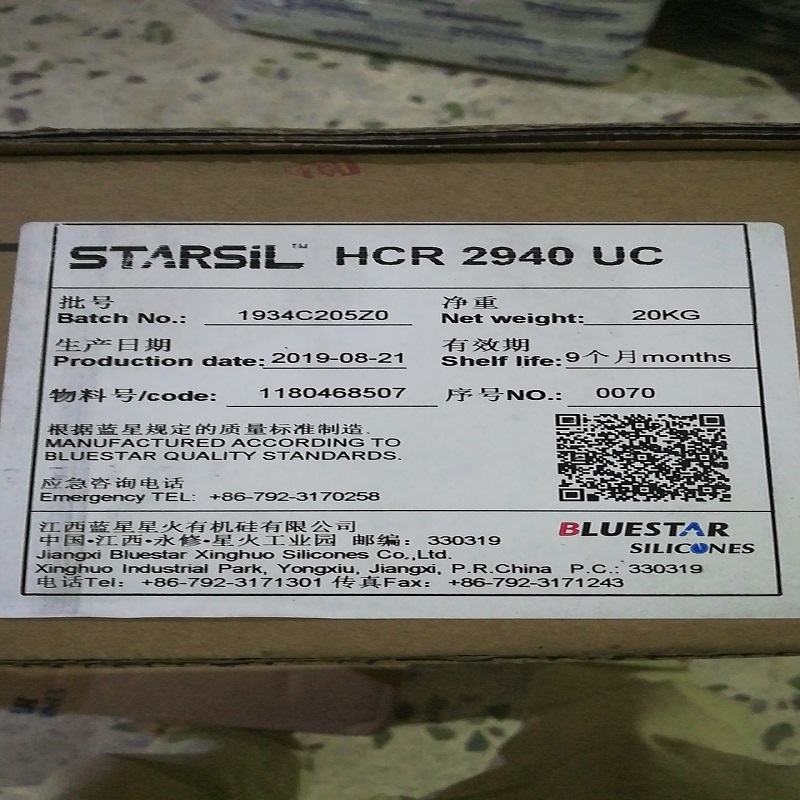 STARSiL™ HCR 2940 UC
批号 净重
Batch No.: 1934C205Z0 Net weight: 20KG
生产日期 有效期
Production date: 2019-08-21 Shelf life: 9个月months
物料号/code: 1180468507 序号NO.: 0070
根据蓝星规定的质量标准制造.
MANUFACTURED ACCORDING TO
BLUESTAR QUALITY STANDARDS.
应急咨询电话
Emergency TEL: +86-792-3170258
江西蓝星星火有机硅有限公司
中国•江西•永修•星火工业园 邮编: 330319
Jiangxi Bluestar Xinghuo Silicones Co.,Ltd.
Xinghuo Industrial Park, Yongxiu, Jiangxi, P.R.China P.C.: 330319
电话Tel: +86-792-3171301 传真Fax: +86-792-3171243
BLUESTAR
SILICONES